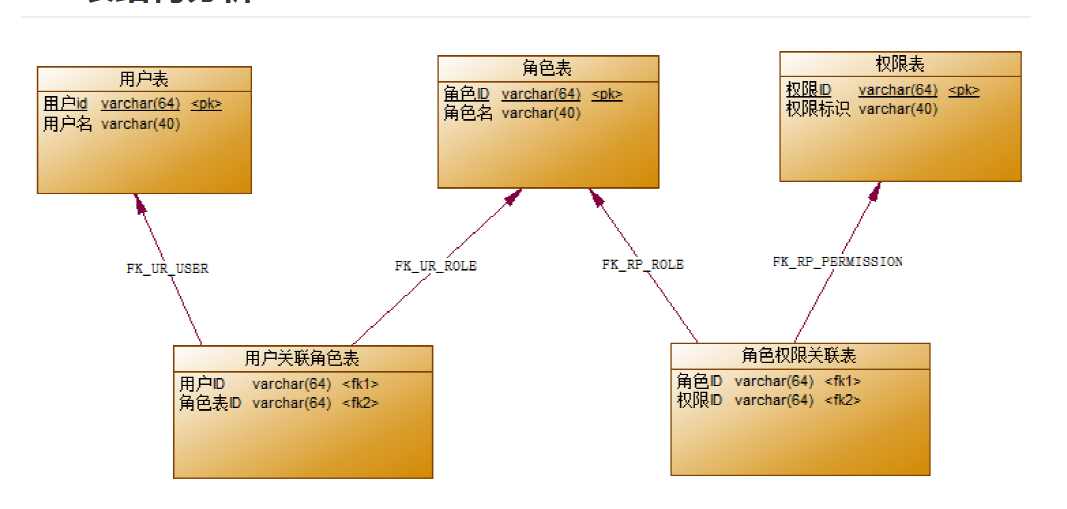 用户表
用户id varchar(64) <pk>
用户名 varchar(40)
角色表
角色ID varchar(64) <pk>
角色名 varchar(40)
权限表
权限ID varchar(64) <pk>
权限标识 varchar(40)
FK_UR_USER
FK_UR_ROLE
FK_RP_ROLE
FK_RP_PERMISSION
用户关联角色表
用户ID varchar(64) <fk1>
角色表ID varchar(64) <fk2>
角色权限关联表
角色ID varchar(64) <fk1>
权限ID varchar(64) <fk2>